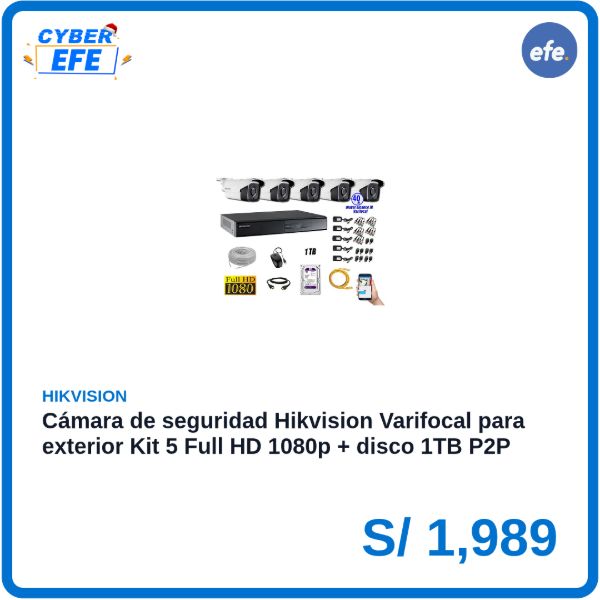 CYBER
EFE
efe.
40
1TB
Full HD
1080
HIKVISION
Cámara de seguridad Hikvision Varifocal para
exterior Kit 5 Full HD 1080p + disco 1TB P2P
S/ 1,989